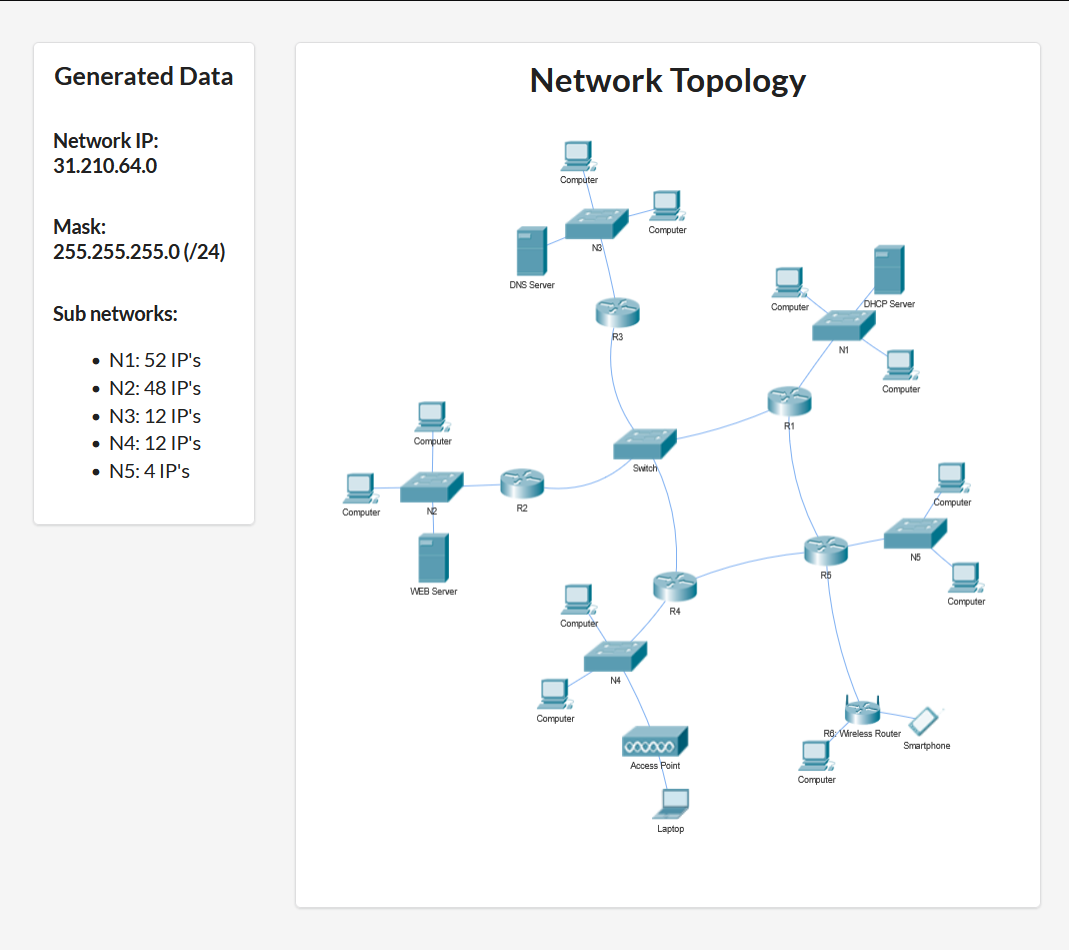 Generated Data
Network IP:
31.210.64.0
Mask:
255.255.255.0 (/24)
Sub networks:
• N1: 52 IP's
• N2: 48 IP's
• N3: 12 IP's
• N4: 12 IP's
• N5: 4 IP's
Network Topology
Computer
Computer
N3
DNS Server
R3
Computer
DHCP Server
N1
Computer
R1
Computer
Switch
Computer
N2
R2
WEB Server
Computer
N5
Computer
R5
R4
Computer
N4
Computer
Access Point
Laptop
R6: Wireless Router
Smartphone
Computer